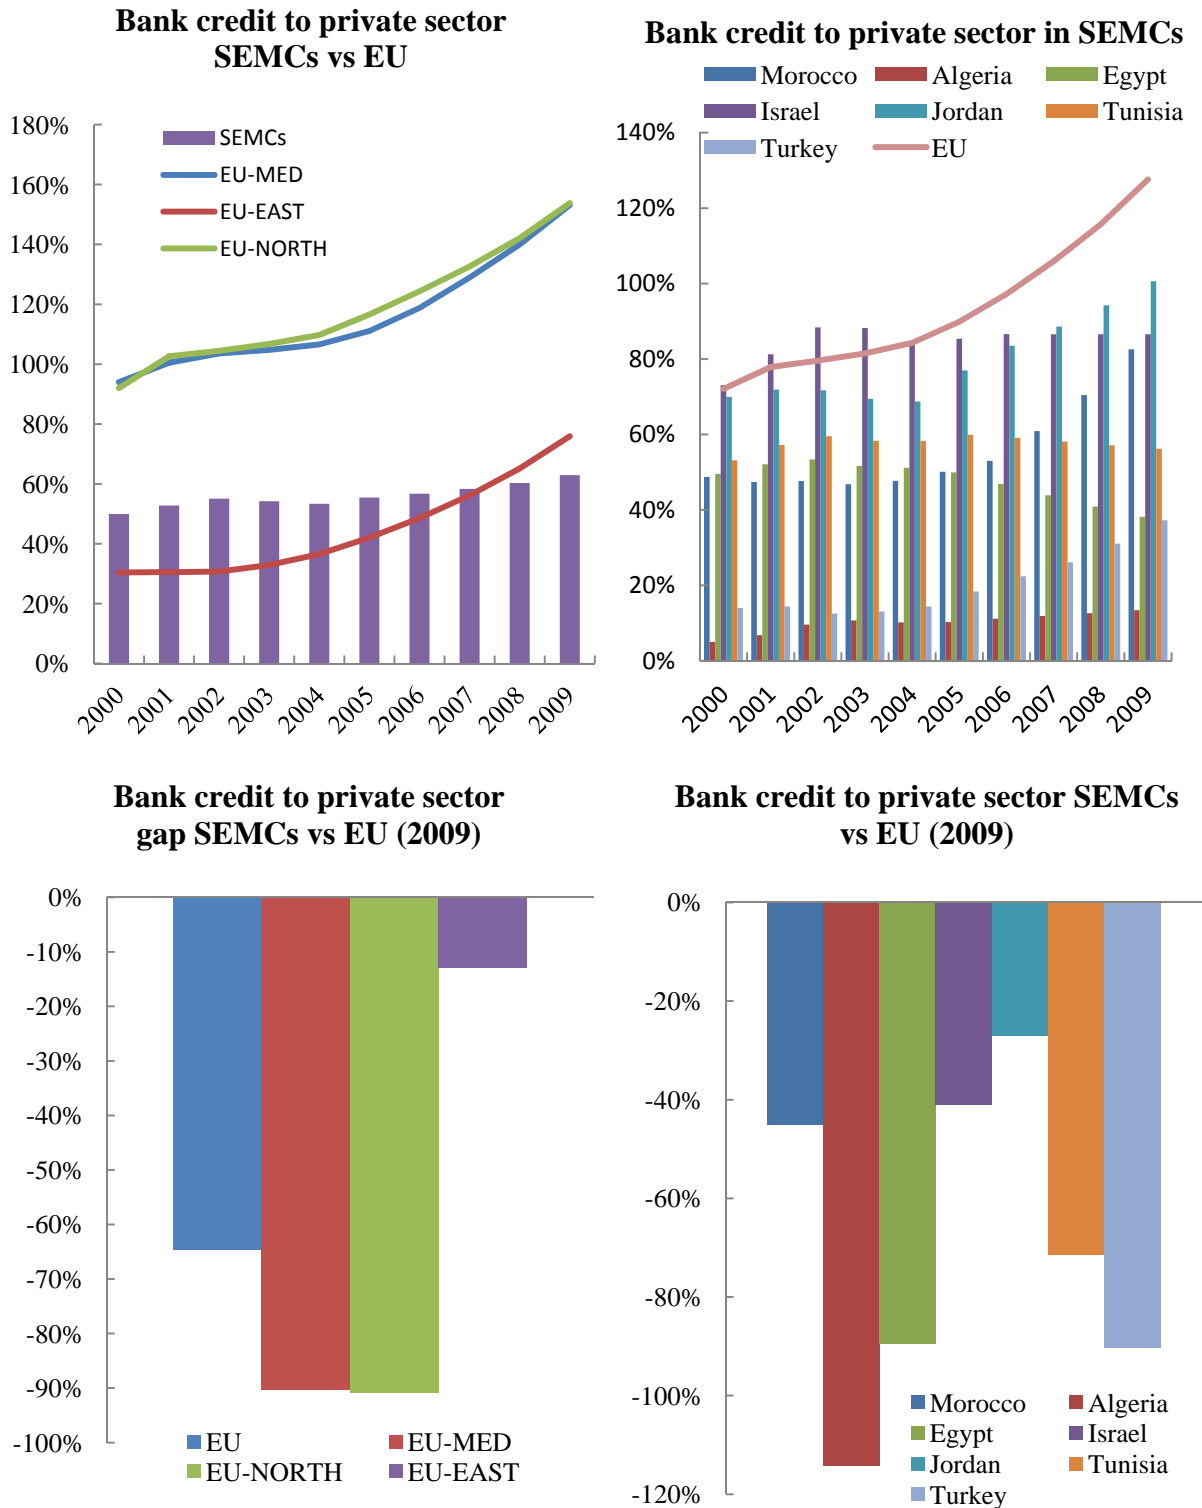 Bank credit to private sector
SEMCs vs EU
180%
160%
140%
120%
100%
80%
60%
40%
20%
0%
SEMCs
EU-MED
EU-EAST
EU-NORTH
2000 2001 2002 2003 2004 2005 2006 2007 2008 2009
Bank credit to private sector in SEMCs
Morocco Algeria Egypt
Israel Jordan Tunisia
Turkey EU
140%
120%
100%
80%
60%
40%
20%
0%
2000 2001 2002 2003 2004 2005 2006 2007 2008 2009
Bank credit to private sector
gap SEMCs vs EU (2009)
0%
-10%
-20%
-30%
-40%
-50%
-60%
-70%
-80%
-90%
-100%
EU EU-MED
EU-NORTH EU-EAST
Bank credit to private sector SEMCs
vs EU (2009)
0%
-20%
-40%
-60%
-80%
-100%
-120%
Morocco Algeria
Egypt Israel
Jordan Tunisia
Turkey